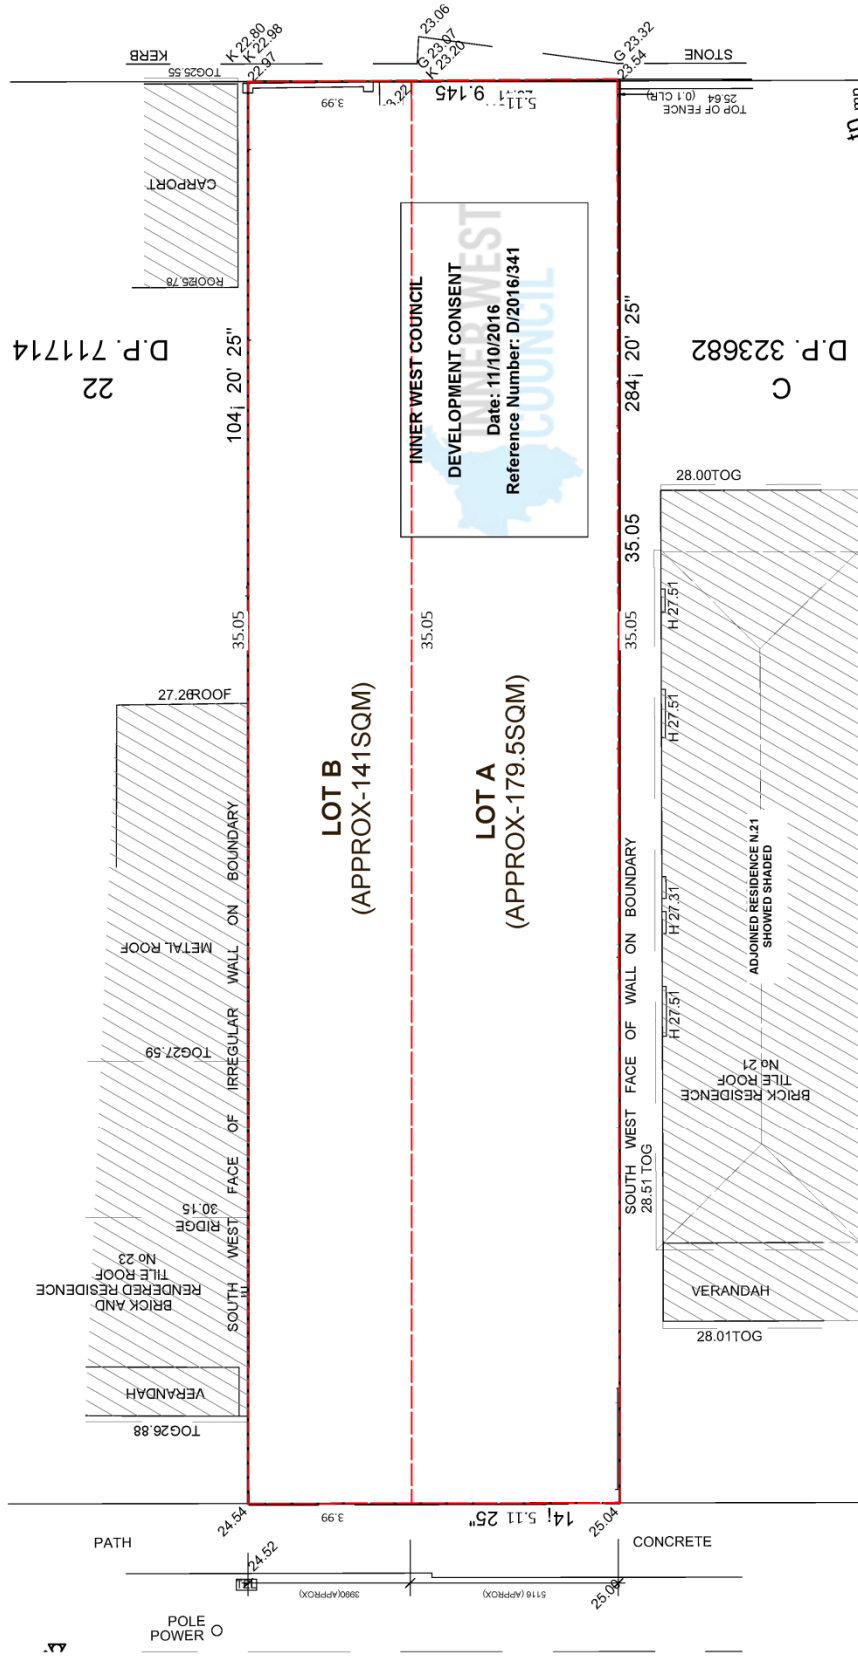 23.06
KERB
K 22.80
K 22.98
22.97
G 23.07
K 23.20
G 23.32
23.54
STONE
TOG25.55
3.99
3.22
9.145
5.11
TOP OF FENCE
25.64 (0.1 CLR)
CARPORT
ROOF25.78
INNER WEST COUNCIL
DEVELOPMENT CONSENT
Date: 11/10/2016
Reference Number: D/2016/341
INNER WEST
COUNCIL
22
D.P. 711714
104¡ 20' 25"
284¡ 20' 25"
35.05
C
D.P. 323682
28.00TOG
35.05
35.05
35.05
H 27.51
H 27.51
H 27.31
H 27.51
27.26ROOF
LOT B
(APPROX-141SQM)
LOT A
(APPROX-179.5SQM)
METAL ROOF
TOG27.59
SOUTH WEST FACE OF IRREGULAR WALL ON BOUNDARY
SOUTH WEST FACE OF WALL ON BOUNDARY
ADJOINED RESIDENCE N.21
SHOWED SHADED
BRICK RESIDENCE
TILE ROOF
No 21
28.51 TOG
RIDGE
30.15
BRICK AND
RENDERED RESIDENCE
TILE ROOF
No 23
VERANDAH
28.01TOG
VERANDAH
TOG26.88
24.54
3.99
14¡ 5.11 25"
25.04
PATH
24.52
CONCRETE
3990(APPROX)
5116 (APPROX)
25.00
POLE
POWER